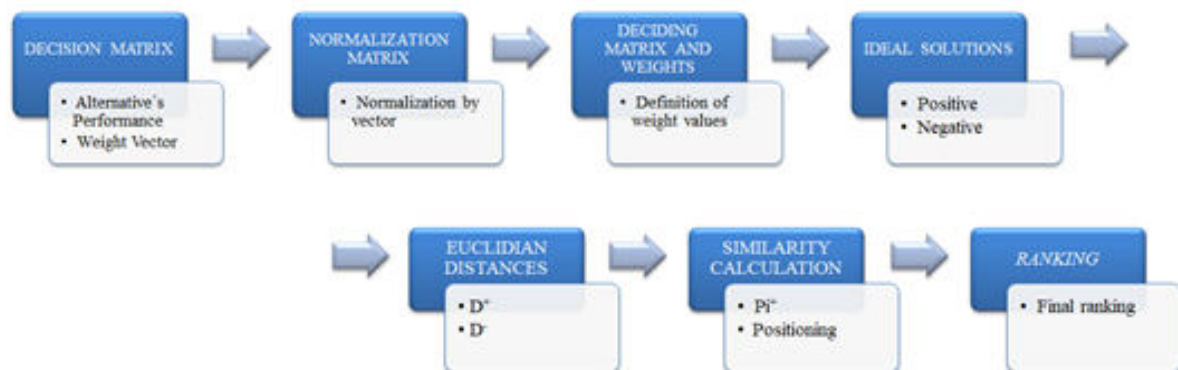 DECISION MATRIX
• Alternative´s
Performance
• Weight Vector
NORMALIZATION
MATRIX
• Normalization by
vector
DECIDING
MATRIX AND
WEIGHTS
• Definition of
weight values
IDEAL SOLUTIONS
• Positive
• Negative
EUCLIDIAN
DISTANCES
• D⁺
• D⁻
SIMILARITY
CALCULATION
• Pi⁺
• Positioning
RANKING
• Final ranking